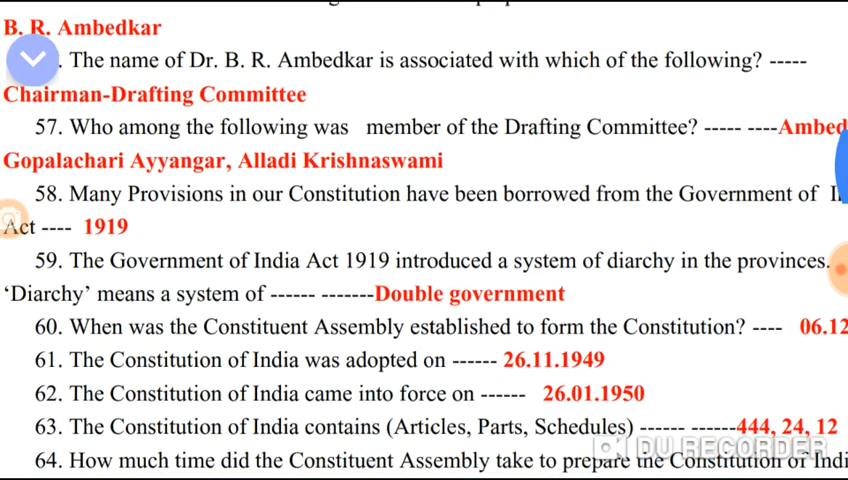 B. R. Ambedkar
. The name of Dr. B. R. Ambedkar is associated with which of the following? -----
Chairman-Drafting Committee
57. Who among the following was member of the Drafting Committee? ----- ----Ambed
Gopalachari Ayyangar, Alladi Krishnaswami
58. Many Provisions in our Constitution have been borrowed from the Government of
Act ---- 1919
59. The Government of India Act 1919 introduced a system of diarchy in the provinces.
‘Diarchy’ means a system of ------ -------Double government
60. When was the Constituent Assembly established to form the Constitution? ---- 06.12
61. The Constitution of India was adopted on ------ 26.11.1949
62. The Constitution of India came into force on ------ 26.01.1950
63. The Constitution of India contains (Articles, Parts, Schedules) ------ ------444, 24, 12
DU RECORDER
64. How much time did the Constituent Assembly take to prepare the Constitution of Indi